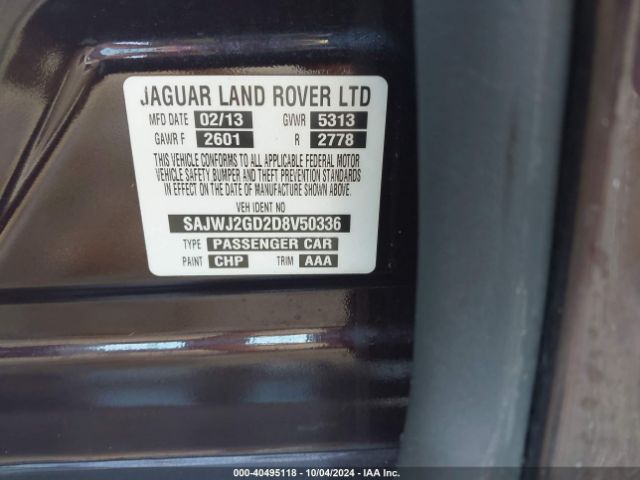 JAGUAR LAND ROVER LTD
MFD DATE 02/13 GVWR 5313
GAWR F 2601 R 2778
THIS VEHICLE CONFORMS TO ALL APPLICABLE FEDERAL MOTOR
VEHICLE SAFETY, BUMPER AND THEFT PREVENTION STANDARDS
IN EFFECT ON THE DATE OF MANUFACTURE SHOWN ABOVE.
VEH IDENT NO
SAJWJ2GD2D8V50336
TYPE PASSENGER CAR
PAINT CHP TRIM AAA
** 40495118 - 10/04/2024 - IAA Inc. **